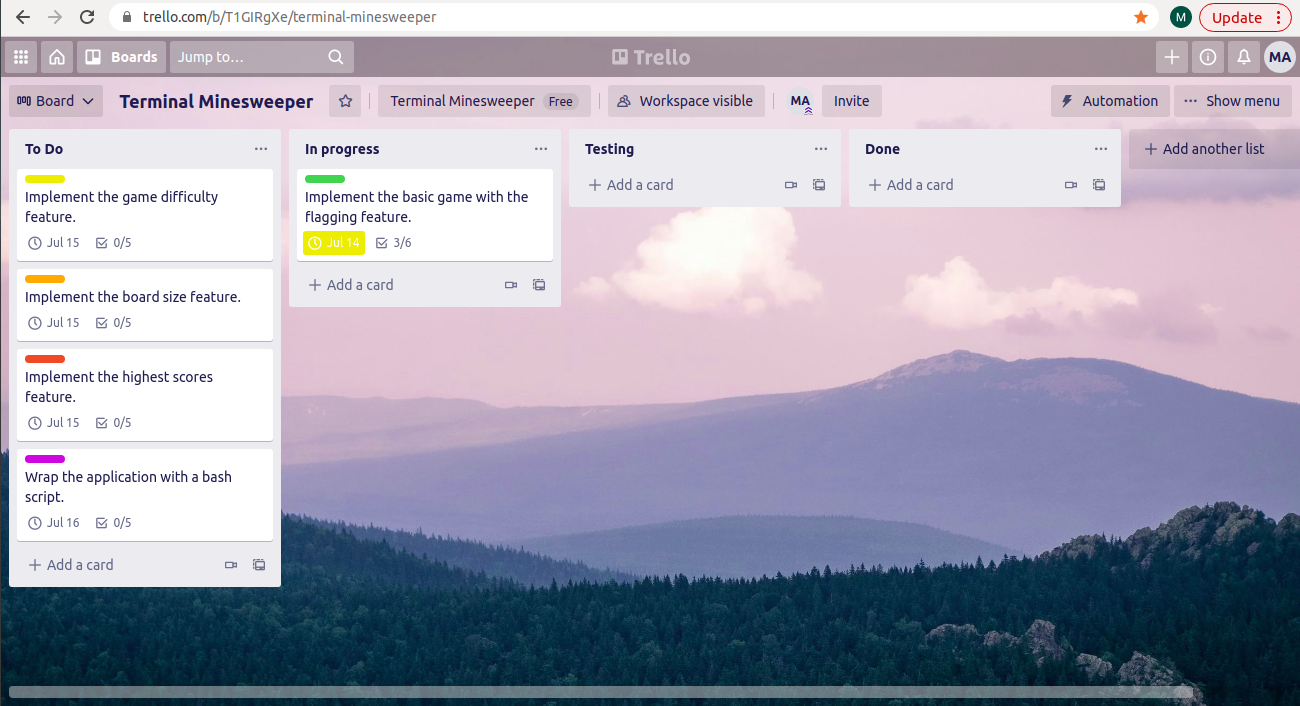 trello.com/b/T1GIRgXe/terminal-minesweeper
M
Update
Boards
Jump to…
Trello
MA
Board
Terminal Minesweeper
Terminal Minesweeper Free
Workspace visible
MA
Invite
Automation
Show menu
To Do
Implement the game difficulty
feature.
Jul 15 0/5
Implement the board size feature.
Jul 15 0/5
Implement the highest scores
feature.
Jul 15 0/5
Wrap the application with a bash
script.
Jul 16 0/5
Add a card
In progress
Implement the basic game with the
flagging feature.
Jul 14 3/6
Add a card
Testing
Add a card
Done
Add a card
Add another list